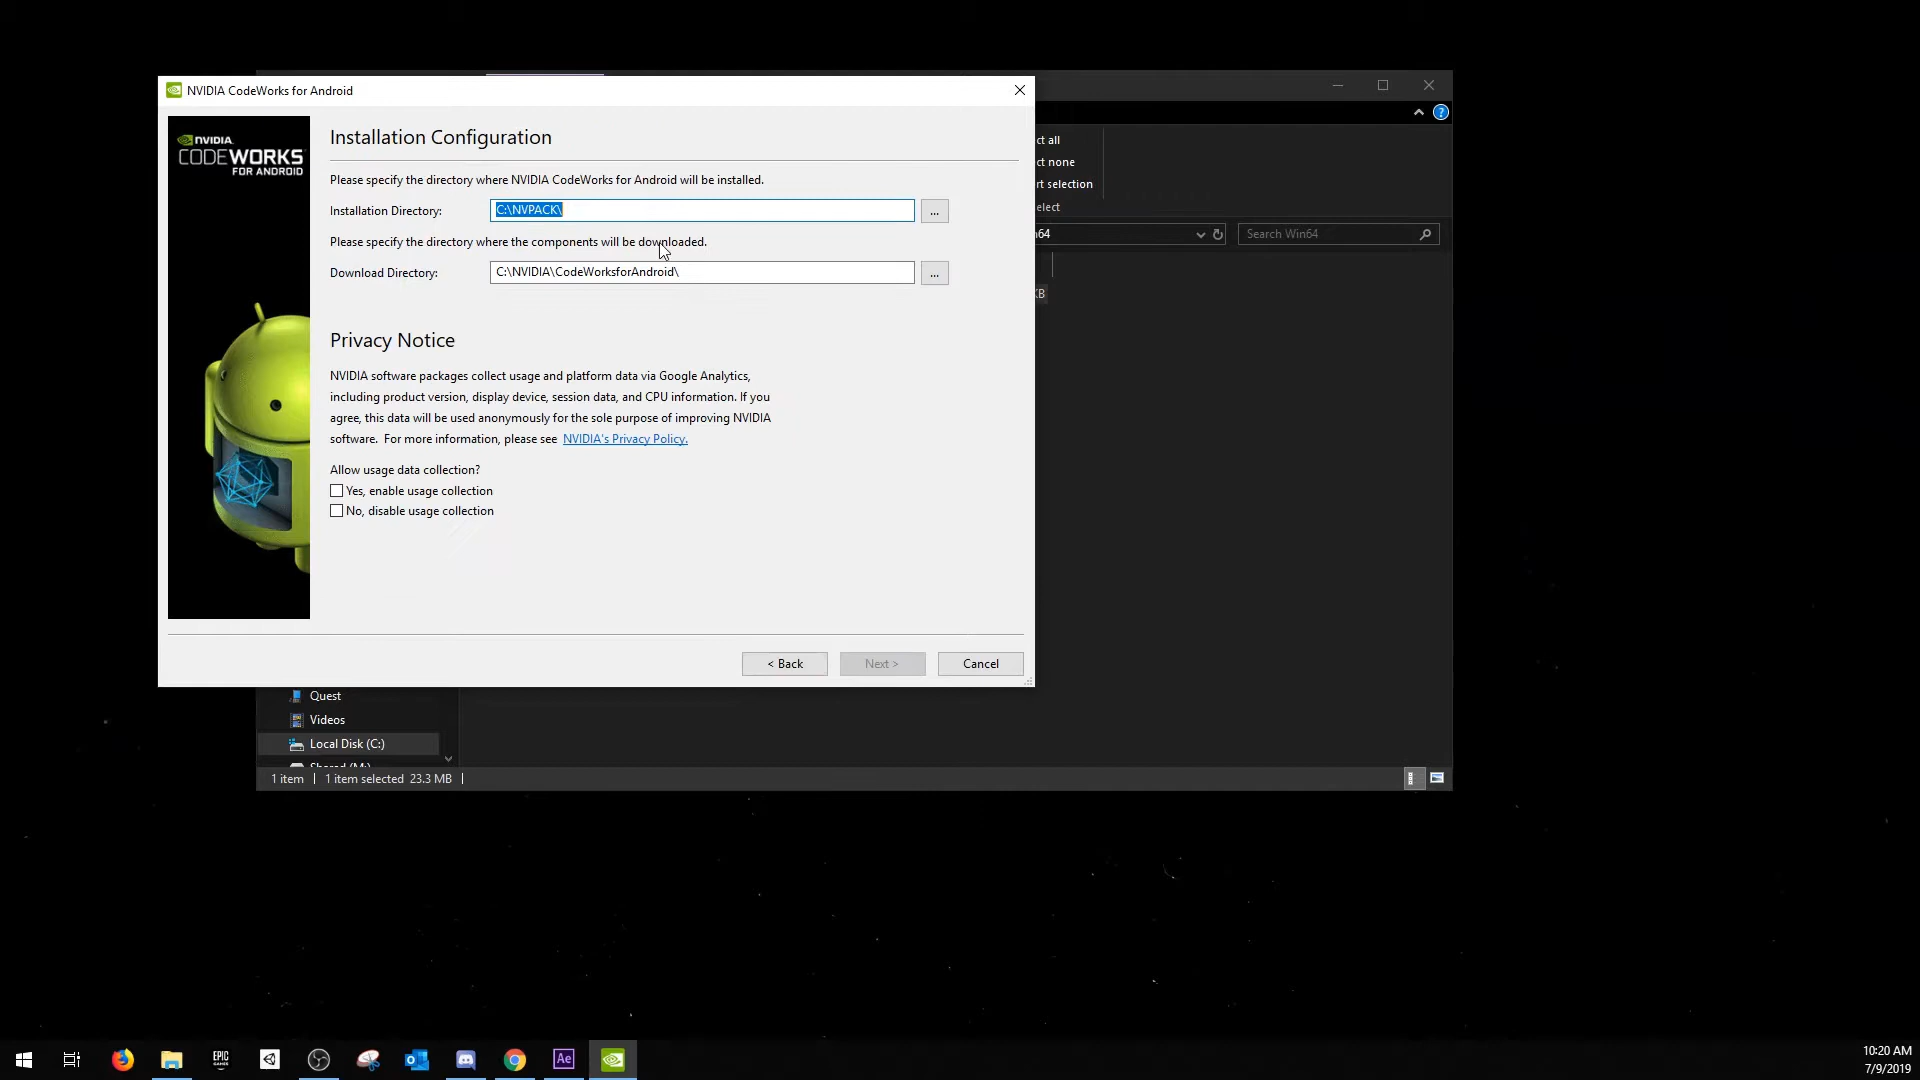 NVIDIA CodeWorks for Android
NVIDIA.
CODEWORKS
FOR ANDROID
Installation Configuration
Please specify the directory where NVIDIA CodeWorks for Android will be installed.
Installation Directory:
C:\NVPACK\
...
Please specify the directory where the components will be downloaded.
Download Directory:
C:\NVIDIA\CodeWorksforAndroid\
...
Privacy Notice
NVIDIA software packages collect usage and platform data via Google Analytics,
including product version, display device, session data, and CPU information. If you
agree, this data will be used anonymously for the sole purpose of improving NVIDIA
software. For more information, please see NVIDIA's Privacy Policy.
Allow usage data collection?
Yes, enable usage collection
No, disable usage collection
< Back
Next >
Cancel
?
ct all
ct none
rt selection
elect
n64
Search Win64
KB
Quest
Videos
Local Disk (C:)
Shared (M:)
1 item
1 item selected 23.3 MB
EPIC
GAMES
Ae
10:20 AM
7/9/2019